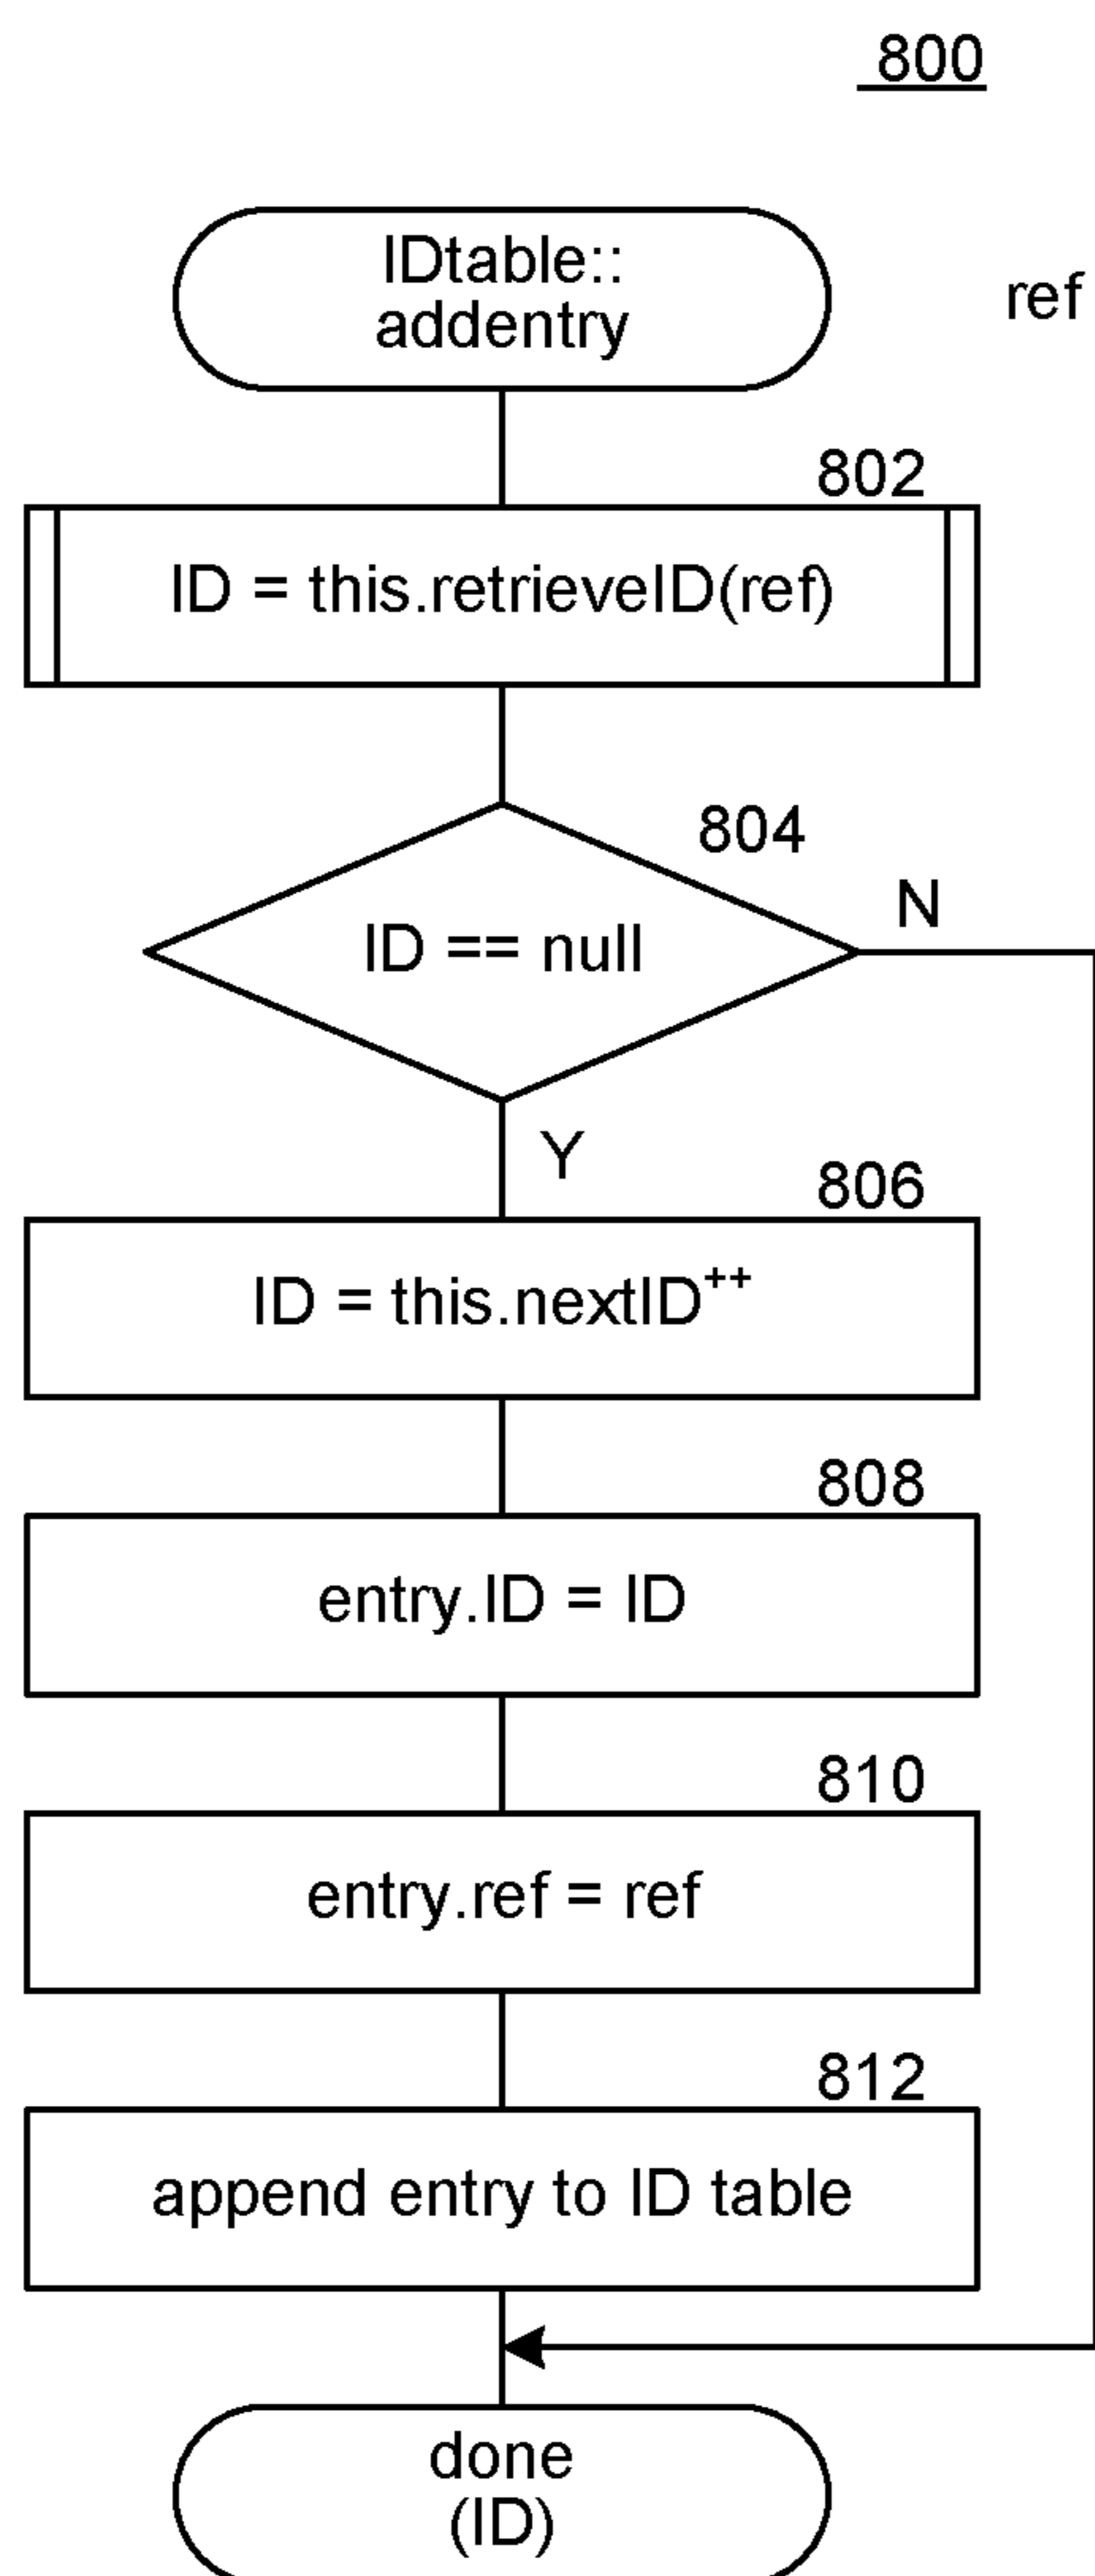 800
IDtable::
addentry
ref
802
ID = this.retrieveID(ref)
804
ID == null
N
Y
806
ID = this.nextID++
808
entry.ID = ID
810
entry.ref = ref
812
append entry to ID table
done
(ID)